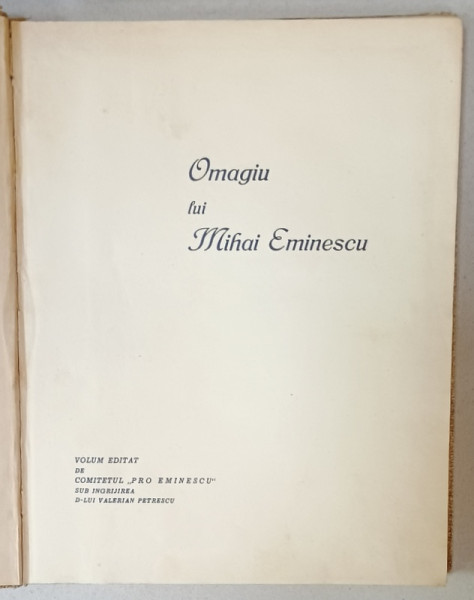 Omagiu
lui
Mihai Eminescu
VOLUM EDITAT
DE
COMITETUL „PRO EMINESCU“
SUB INGRIJIREA
D-LUI VALERIAN PETRESCU